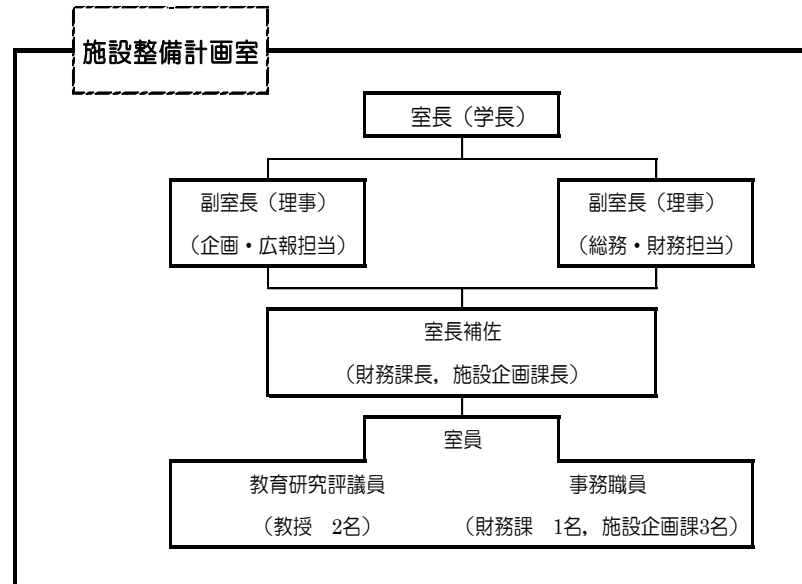 施設整備計画室
室長（学長）
副室長（理事）
（企画・広報担当）
副室長（理事）
（総務・財務担当）
室長補佐
（財務課長，施設企画課長）
室員
教育研究評議員
（教授　2名）
事務職員
（財務課　1名，施設企画課3名）